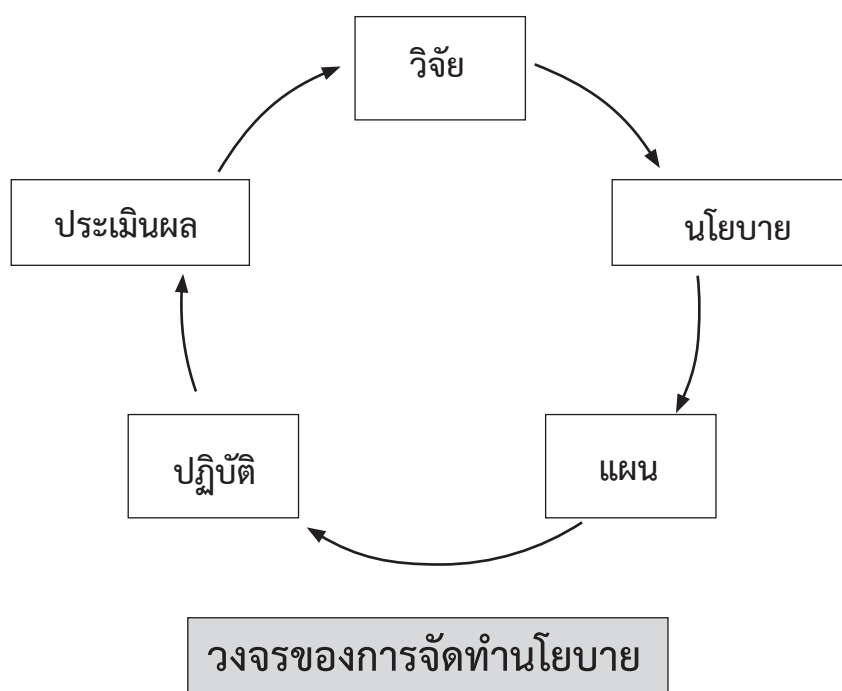 วิจัย
นโยบาย
แผน
ปฏิบัติ
ประเมินผล
วงจรของการจัดทำนโยบาย